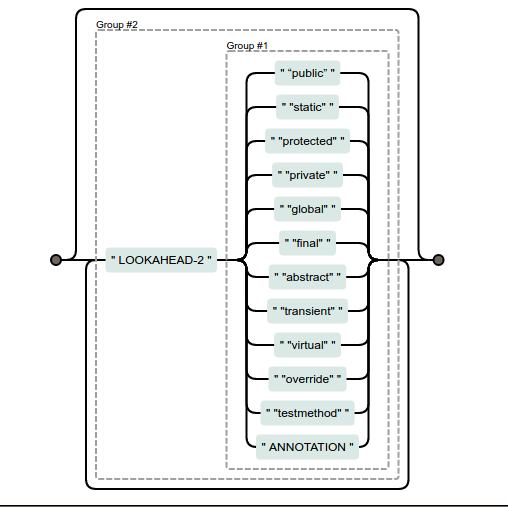 Group #2
Group #1
" “public” "
" "static" "
" "protected" "
" "private" "
" "global" "
" "final" "
" LOOKAHEAD-2 "
" "abstract" "
" "transient" "
" "virtual" "
" "override" "
" "testmethod" "
" ANNOTATION "